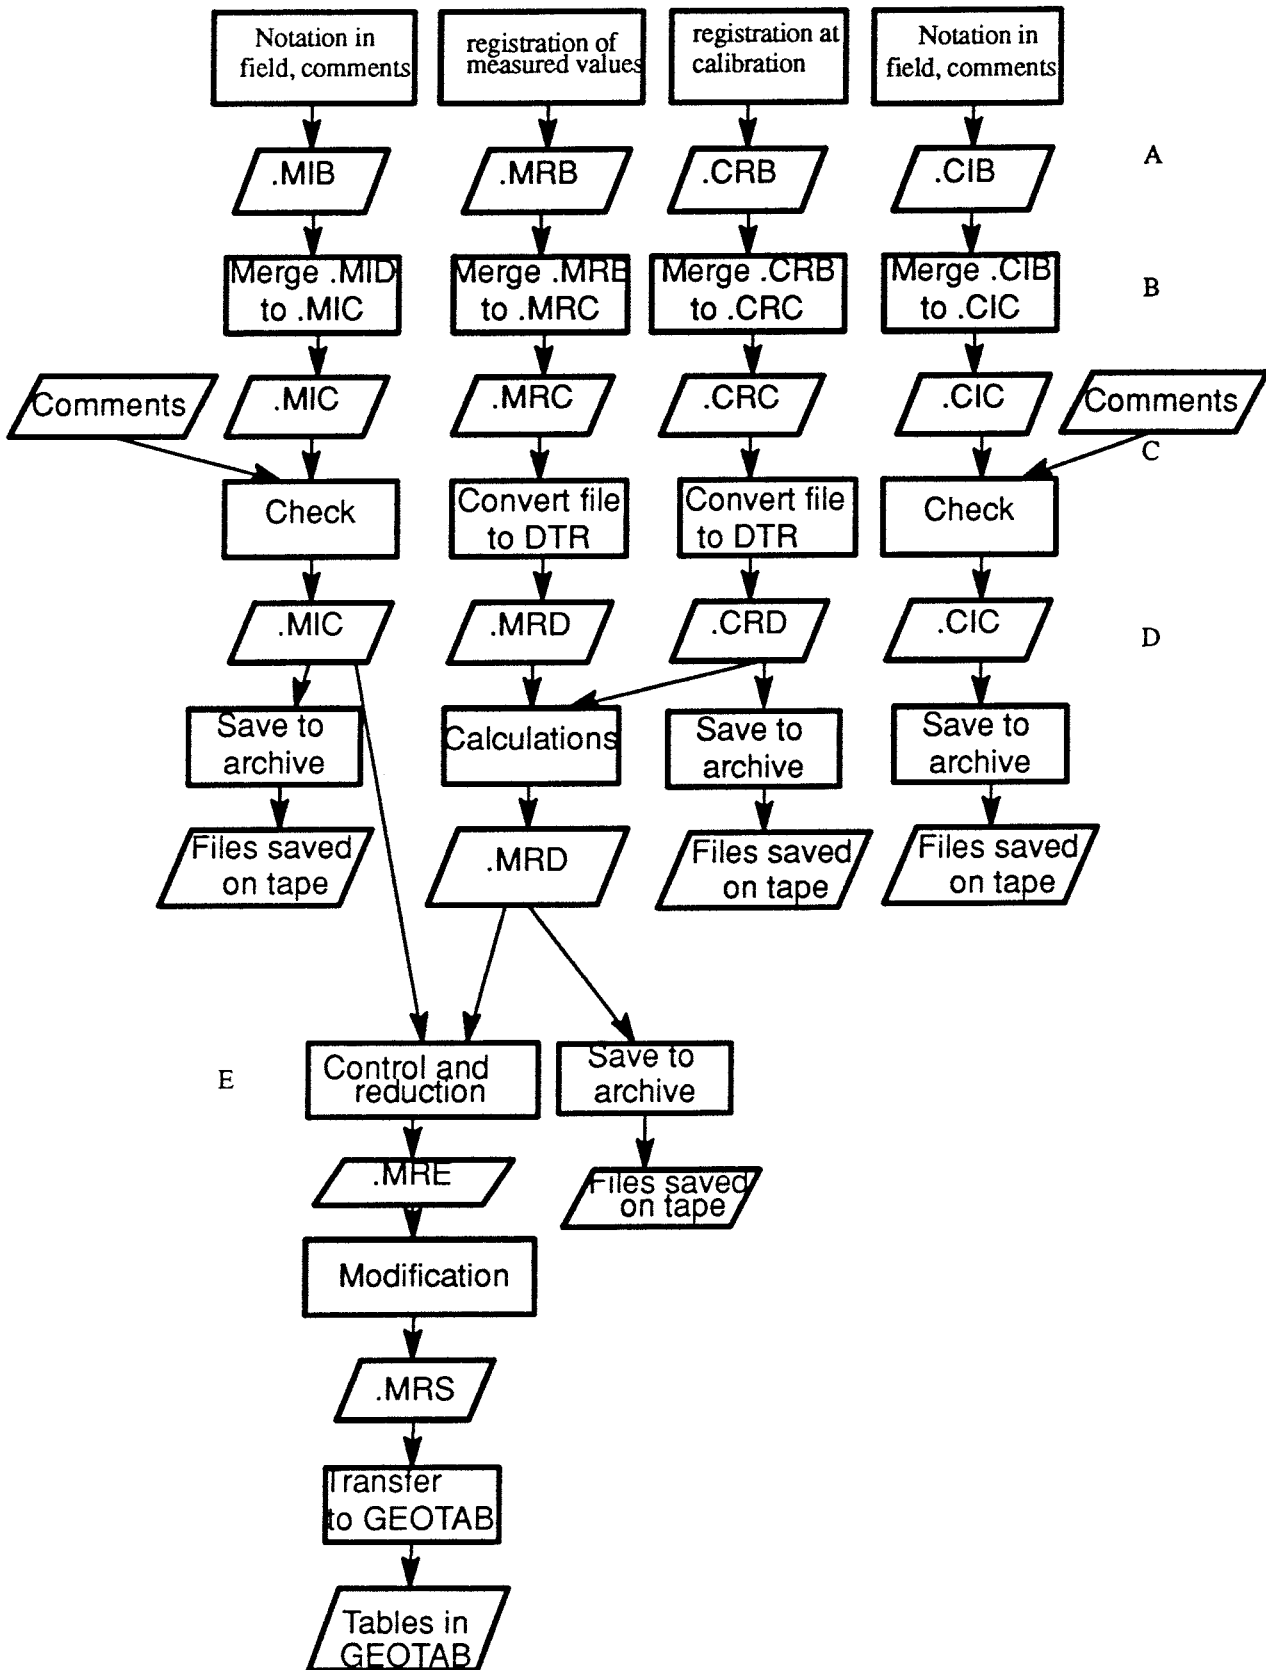 Notation in
field, comments
registration of
measured values
registration at
calibration
Notation in
field, comments
.MIB
.MRB
.CRB
.CIB
A
Merge .MID
to .MIC
Merge .MRB
to .MRC
Merge .CRB
to .CRC
Merge .CIB
to .CIC
B
Comments
.MIC
.MRC
.CRC
.CIC
Comments
C
Check
Convert file
to DTR
Convert file
to DTR
Check
.MIC
.MRD
.CRD
.CIC
D
Save to
archive
Calculations
Save to
archive
Save to
archive
Files saved
on tape
.MRD
Files saved
on tape
Files saved
on tape
E
Control and
reduction
Save to
archive
.MRE
Files saved
on tape
Modification
.MRS
Transfer
to GEOTAB
Tables in
GEOTAB